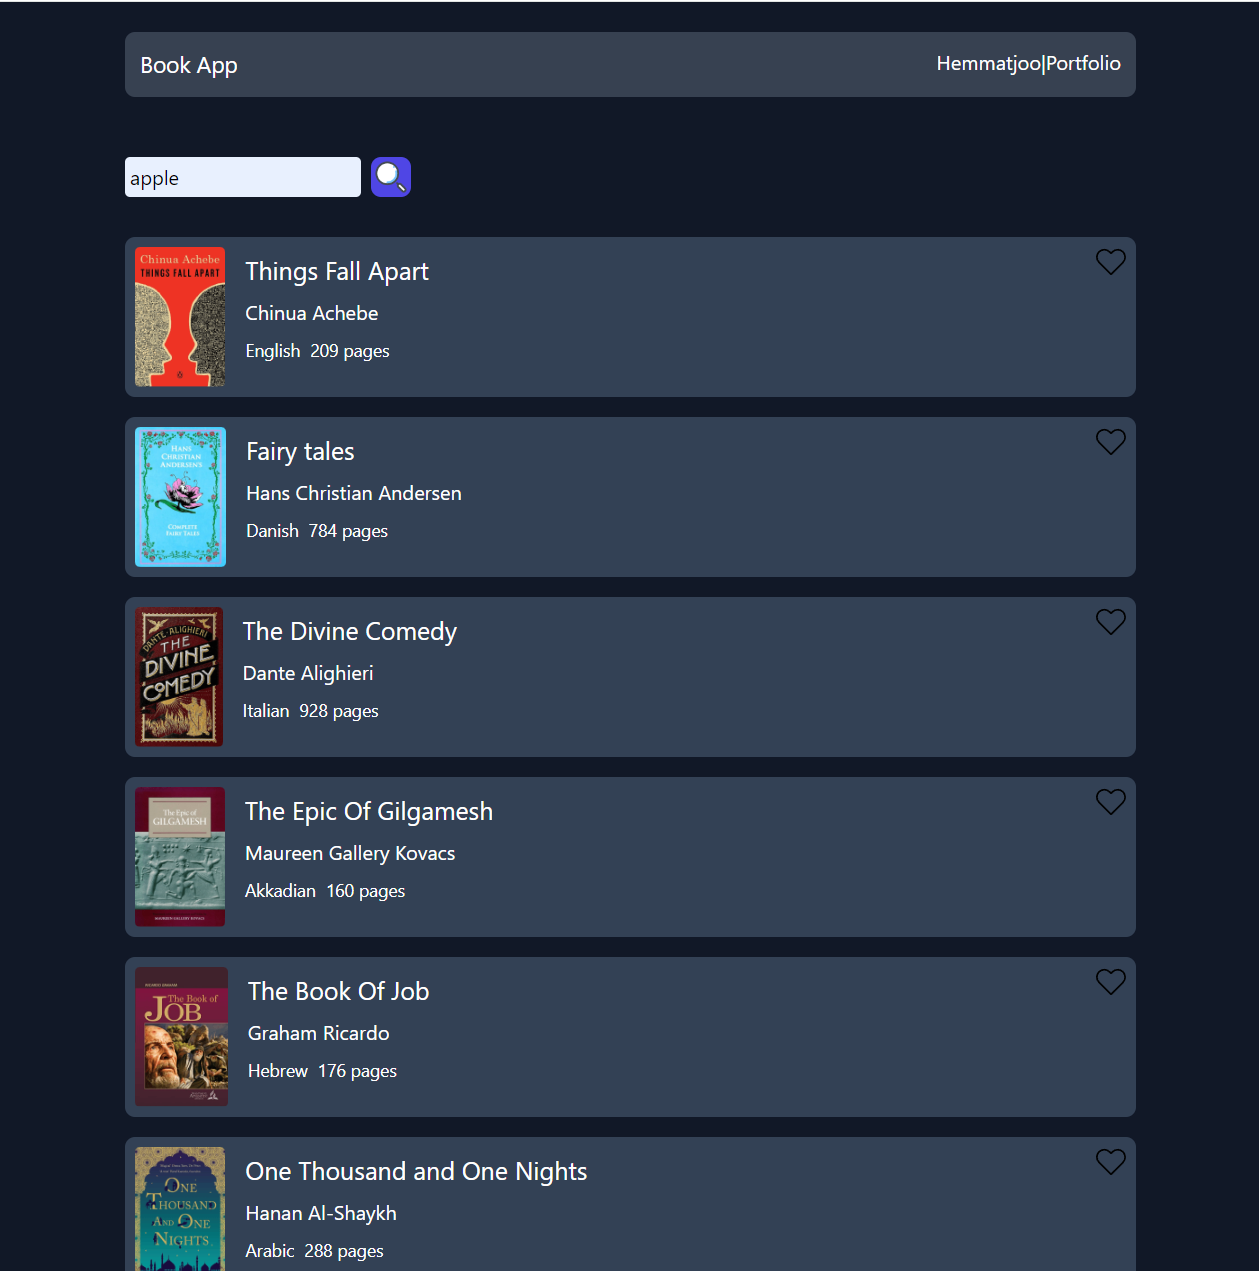 Book App
Hemmatjoo|Portfolio
apple
Chinua Achebe
THINGS FALL APART
Things Fall Apart
Chinua Achebe
English 209 pages
HANS
CHRISTIAN
ANDERSEN'S
COMPLETE
FAIRY TALES
Fairy tales
Hans Christian Andersen
Danish 784 pages
DANTE·ALIGHIERI
THE
DIVINE
COMEDY
The Divine Comedy
Dante Alighieri
Italian 928 pages
The Epic of
GILGAMESH
MAUREEN GALLERY KOVACS
The Epic Of Gilgamesh
Maureen Gallery Kovacs
Akkadian 160 pages
The Book of
JOB
The Book Of Job
Graham Ricardo
Hebrew 176 pages
ONE
THOUSAND
AND ONE
NIGHTS
One Thousand and One Nights
Hanan Al-Shaykh
Arabic 288 pages